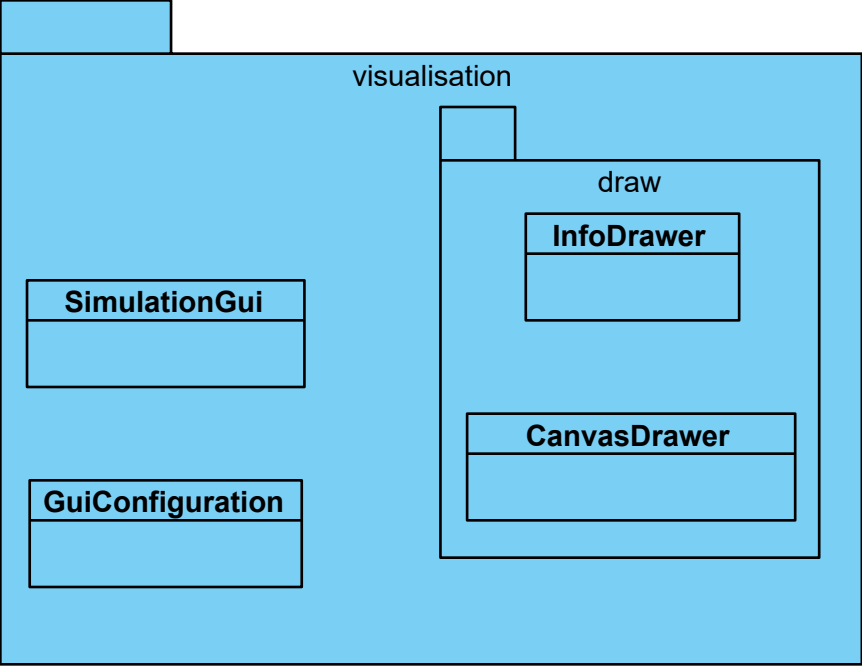 visualisation
draw
InfoDrawer
SimulationGui
CanvasDrawer
GuiConfiguration